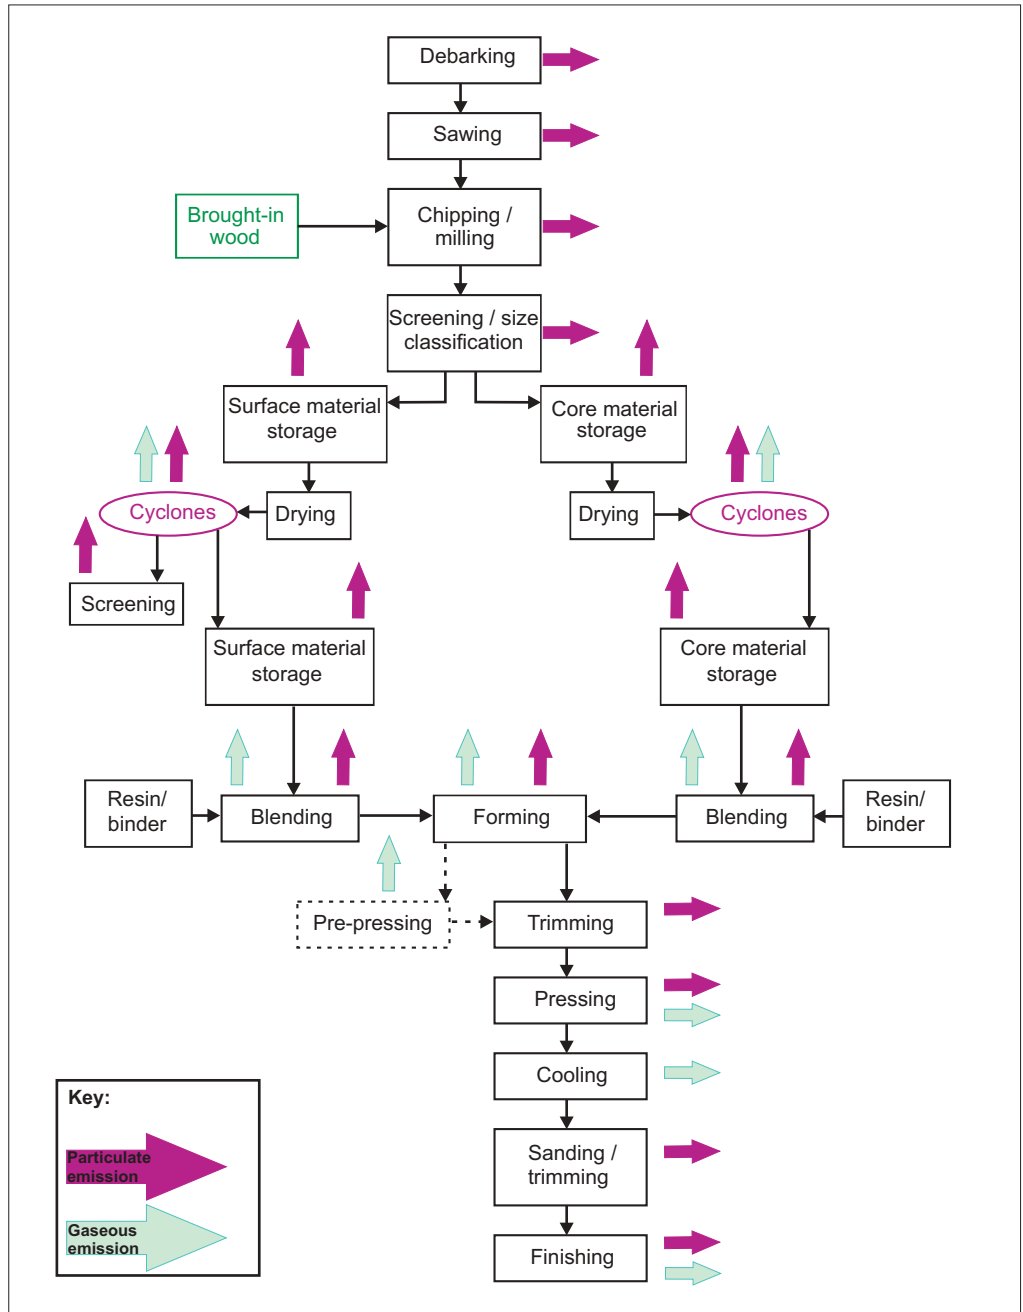 Debarking
Sawing
Brought-in
wood
Chipping /
milling
Screening / size
classification
Surface material
storage
Core material
storage
Cyclones
Drying
Drying
Cyclones
Screening
Surface material
storage
Core material
storage
Resin/
binder
Blending
Forming
Blending
Resin/
binder
Pre-pressing
Trimming
Pressing
Cooling
Sanding /
trimming
Finishing
Key:
Particulate
emission
Gaseous
emission